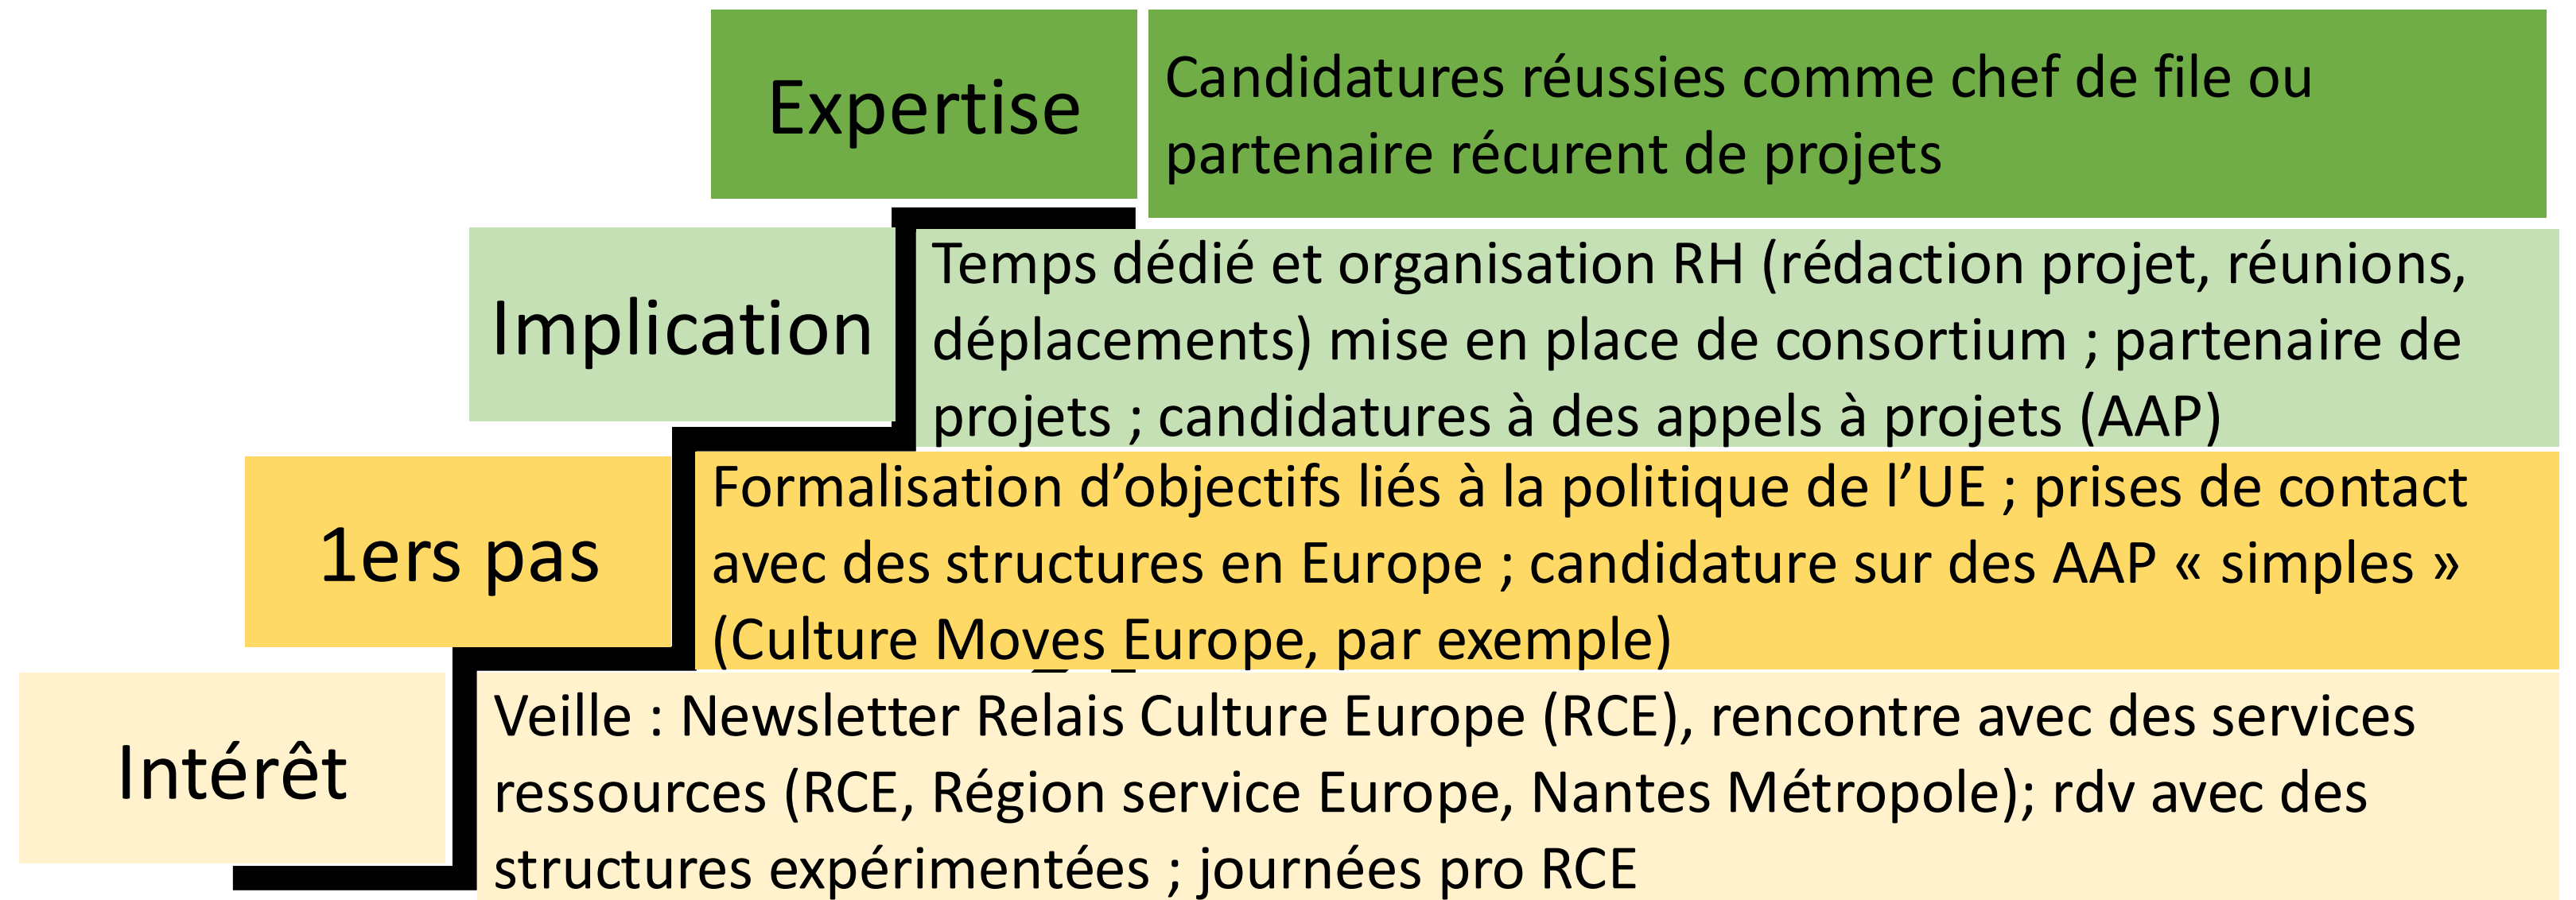 Expertise
Candidatures réussies comme chef de file ou
partenaire récurent de projets
Implication
Temps dédié et organisation RH (rédaction projet, réunions,
déplacements) mise en place de consortium ; partenaire de
projets ; candidatures à des appels à projets (AAP)
1ers pas
Formalisation d’objectifs liés à la politique de l’UE ; prises de contact
avec des structures en Europe ; candidature sur des AAP « simples »
(Culture Moves Europe, par exemple)
Intérêt
Veille : Newsletter Relais Culture Europe (RCE), rencontre avec des services
ressources (RCE, Région service Europe, Nantes Métropole); rdv avec des
structures expérimentées ; journées pro RCE